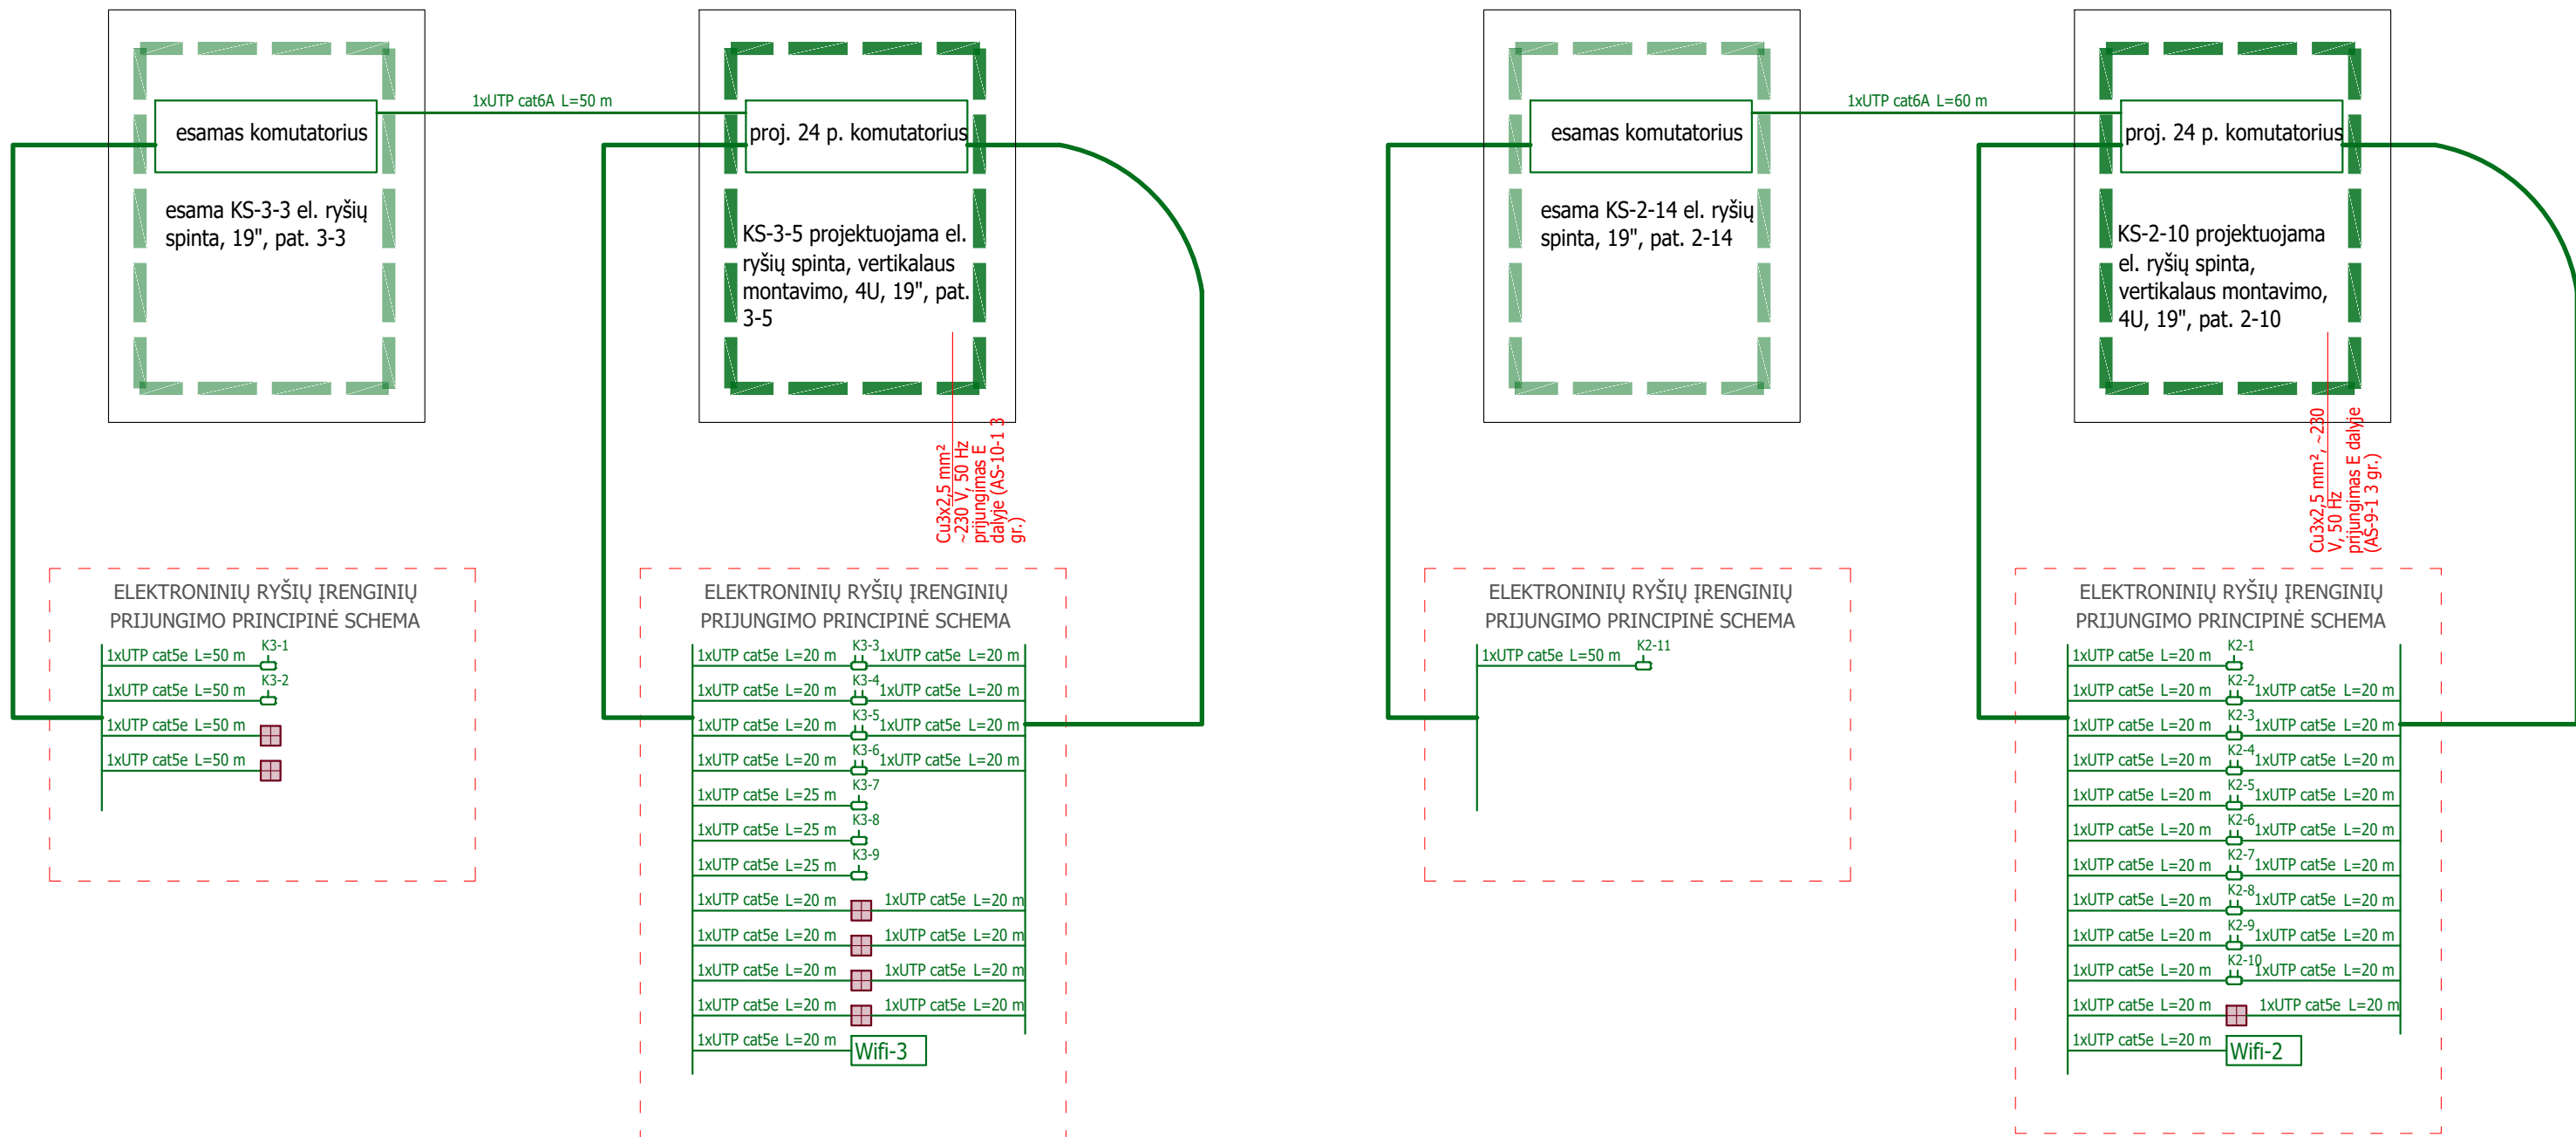 esamas komutatorius
esama KS-3-3 el. ryšių
spinta, 19", pat. 3-3
1xUTP cat6A L=50 m
proj. 24 p. komutatorius
KS-3-5 projektuojama el.
ryšių spinta, vertikalaus
montavimo, 4U, 19", pat.
3-5
Cu3x2,5 mm²
~230 V, 50 Hz
prijungimas E
dalyje (AS-10-1 3
gr.)
esamas komutatorius
esama KS-2-14 el. ryšių
spinta, 19", pat. 2-14
1xUTP cat6A L=60 m
proj. 24 p. komutatorius
KS-2-10 projektuojama
el. ryšių spinta,
vertikalaus montavimo,
4U, 19", pat. 2-10
Cu3x2,5 mm², ~230
V, 50 Hz
prijungimas E dalyje
(AS-9-1 3 gr.)
ELEKTRONINIŲ RYŠIŲ ĮRENGINIŲ
PRIJUNGIMO PRINCIPINĖ SCHEMA
1xUTP cat5e L=50 m K3-1
1xUTP cat5e L=50 m K3-2
1xUTP cat5e L=50 m
1xUTP cat5e L=50 m
ELEKTRONINIŲ RYŠIŲ ĮRENGINIŲ
PRIJUNGIMO PRINCIPINĖ SCHEMA
1xUTP cat5e L=20 m K3-3 1xUTP cat5e L=20 m
1xUTP cat5e L=20 m K3-4 1xUTP cat5e L=20 m
1xUTP cat5e L=20 m K3-5 1xUTP cat5e L=20 m
1xUTP cat5e L=20 m K3-6 1xUTP cat5e L=20 m
1xUTP cat5e L=25 m K3-7
1xUTP cat5e L=25 m K3-8
1xUTP cat5e L=25 m K3-9
1xUTP cat5e L=20 m 1xUTP cat5e L=20 m
1xUTP cat5e L=20 m 1xUTP cat5e L=20 m
1xUTP cat5e L=20 m 1xUTP cat5e L=20 m
1xUTP cat5e L=20 m 1xUTP cat5e L=20 m
1xUTP cat5e L=20 m Wifi-3
ELEKTRONINIŲ RYŠIŲ ĮRENGINIŲ
PRIJUNGIMO PRINCIPINĖ SCHEMA
1xUTP cat5e L=50 m K2-11
ELEKTRONINIŲ RYŠIŲ ĮRENGINIŲ
PRIJUNGIMO PRINCIPINĖ SCHEMA
1xUTP cat5e L=20 m K2-1
1xUTP cat5e L=20 m K2-2 1xUTP cat5e L=20 m
1xUTP cat5e L=20 m K2-3 1xUTP cat5e L=20 m
1xUTP cat5e L=20 m K2-4 1xUTP cat5e L=20 m
1xUTP cat5e L=20 m K2-5 1xUTP cat5e L=20 m
1xUTP cat5e L=20 m K2-6 1xUTP cat5e L=20 m
1xUTP cat5e L=20 m K2-7 1xUTP cat5e L=20 m
1xUTP cat5e L=20 m K2-8 1xUTP cat5e L=20 m
1xUTP cat5e L=20 m K2-9 1xUTP cat5e L=20 m
1xUTP cat5e L=20 m K2-10 1xUTP cat5e L=20 m
1xUTP cat5e L=20 m 1xUTP cat5e L=20 m
1xUTP cat5e L=20 m Wifi-2